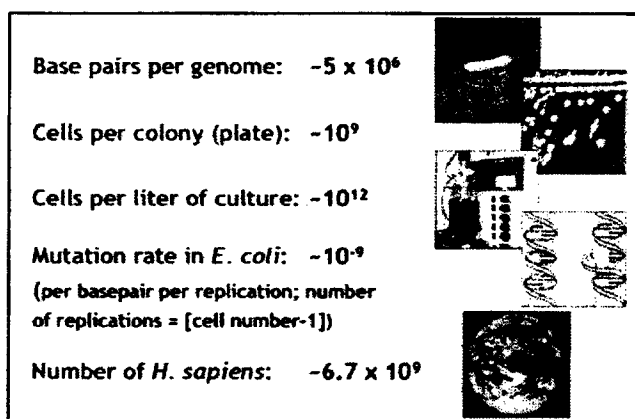 Base pairs per genome: ~5 x 10⁶
Cells per colony (plate): ~10⁹
Cells per liter of culture: ~10¹²
Mutation rate in E. coli: ~10⁻⁹
(per basepair per replication; number
of replications = [cell number-1])
Number of H. sapiens: ~6.7 x 10⁹